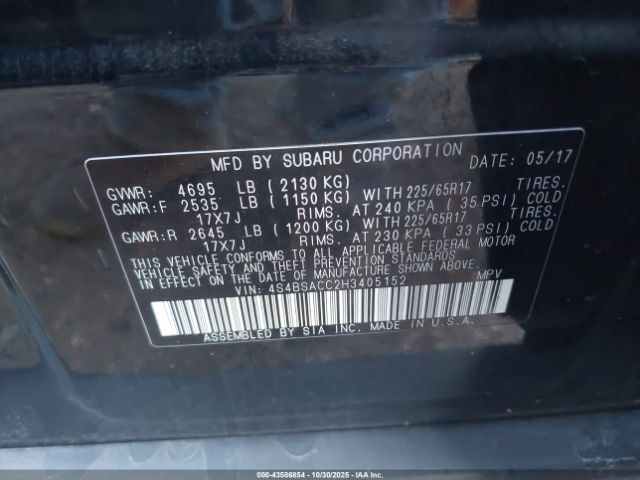 MFD BY SUBARU CORPORATION DATE: 05/17
GVWR: 4695 LB (2130 KG)
GAWR:F 2535 LB (1150 KG) WITH 225/65R17 TIRES.
17X7J RIMS. AT 240 KPA (35 PSI) COLD
GAWR:R 2645 LB (1200 KG) WITH 225/65R17 TIRES.
17X7J RIMS. AT 230 KPA (33 PSI) COLD
THIS VEHICLE CONFORMS TO ALL APPLICABLE FEDERAL MOTOR
VEHICLE SAFETY AND THEFT PREVENTION STANDARDS
IN EFFECT ON THE DATE OF MANUFACTURE SHOWN ABOVE.
VIN: 4S4BSACC2H3405152 MPV
ASSEMBLED BY SIA INC. MADE IN U.S.A.
000-43586854 • 10/30/2025 • IAAI.COM